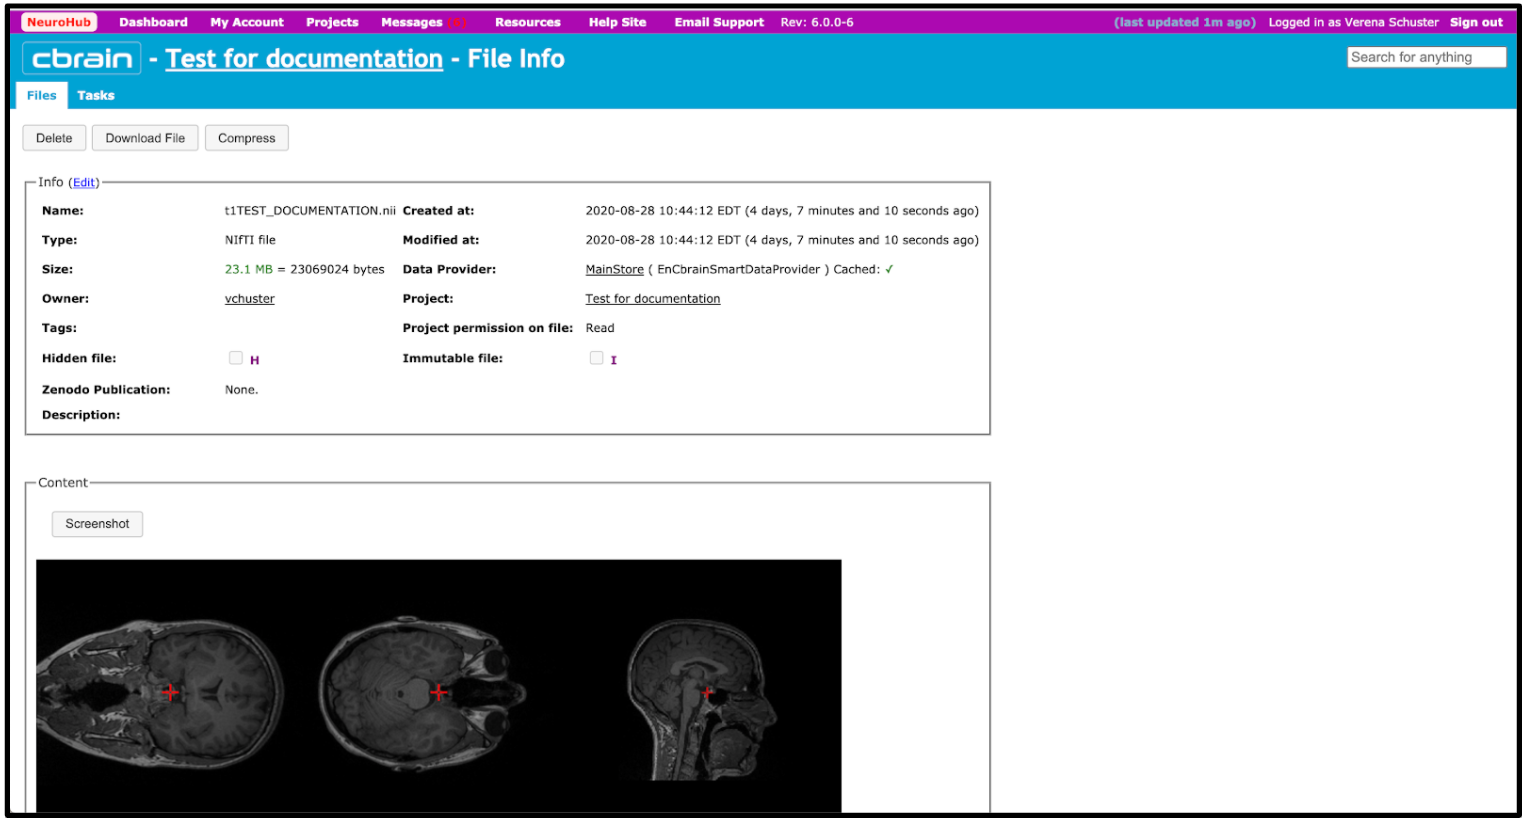 NeuroHub Dashboard My Account Projects Messages (6) Resources Help Site Email Support Rev: 6.0.0-6 (last updated 1m ago) Logged in as Verena Schuster Sign out
cbrain - Test for documentation - File Info Search for anything
Files Tasks
Delete Download File Compress
Info (Edit)
Name: t1TEST_DOCUMENTATION.nii Created at: 2020-08-28 10:44:12 EDT (4 days, 7 minutes and 10 seconds ago)
Type: NIfTI file Modified at: 2020-08-28 10:44:12 EDT (4 days, 7 minutes and 10 seconds ago)
Size: 23.1 MB = 23069024 bytes Data Provider: MainStore ( EnCbrainSmartDataProvider ) Cached: ✓
Owner: vchuster Project: Test for documentation
Tags: Project permission on file: Read
Hidden file: H Immutable file: I
Zenodo Publication: None.
Description:
Content
Screenshot